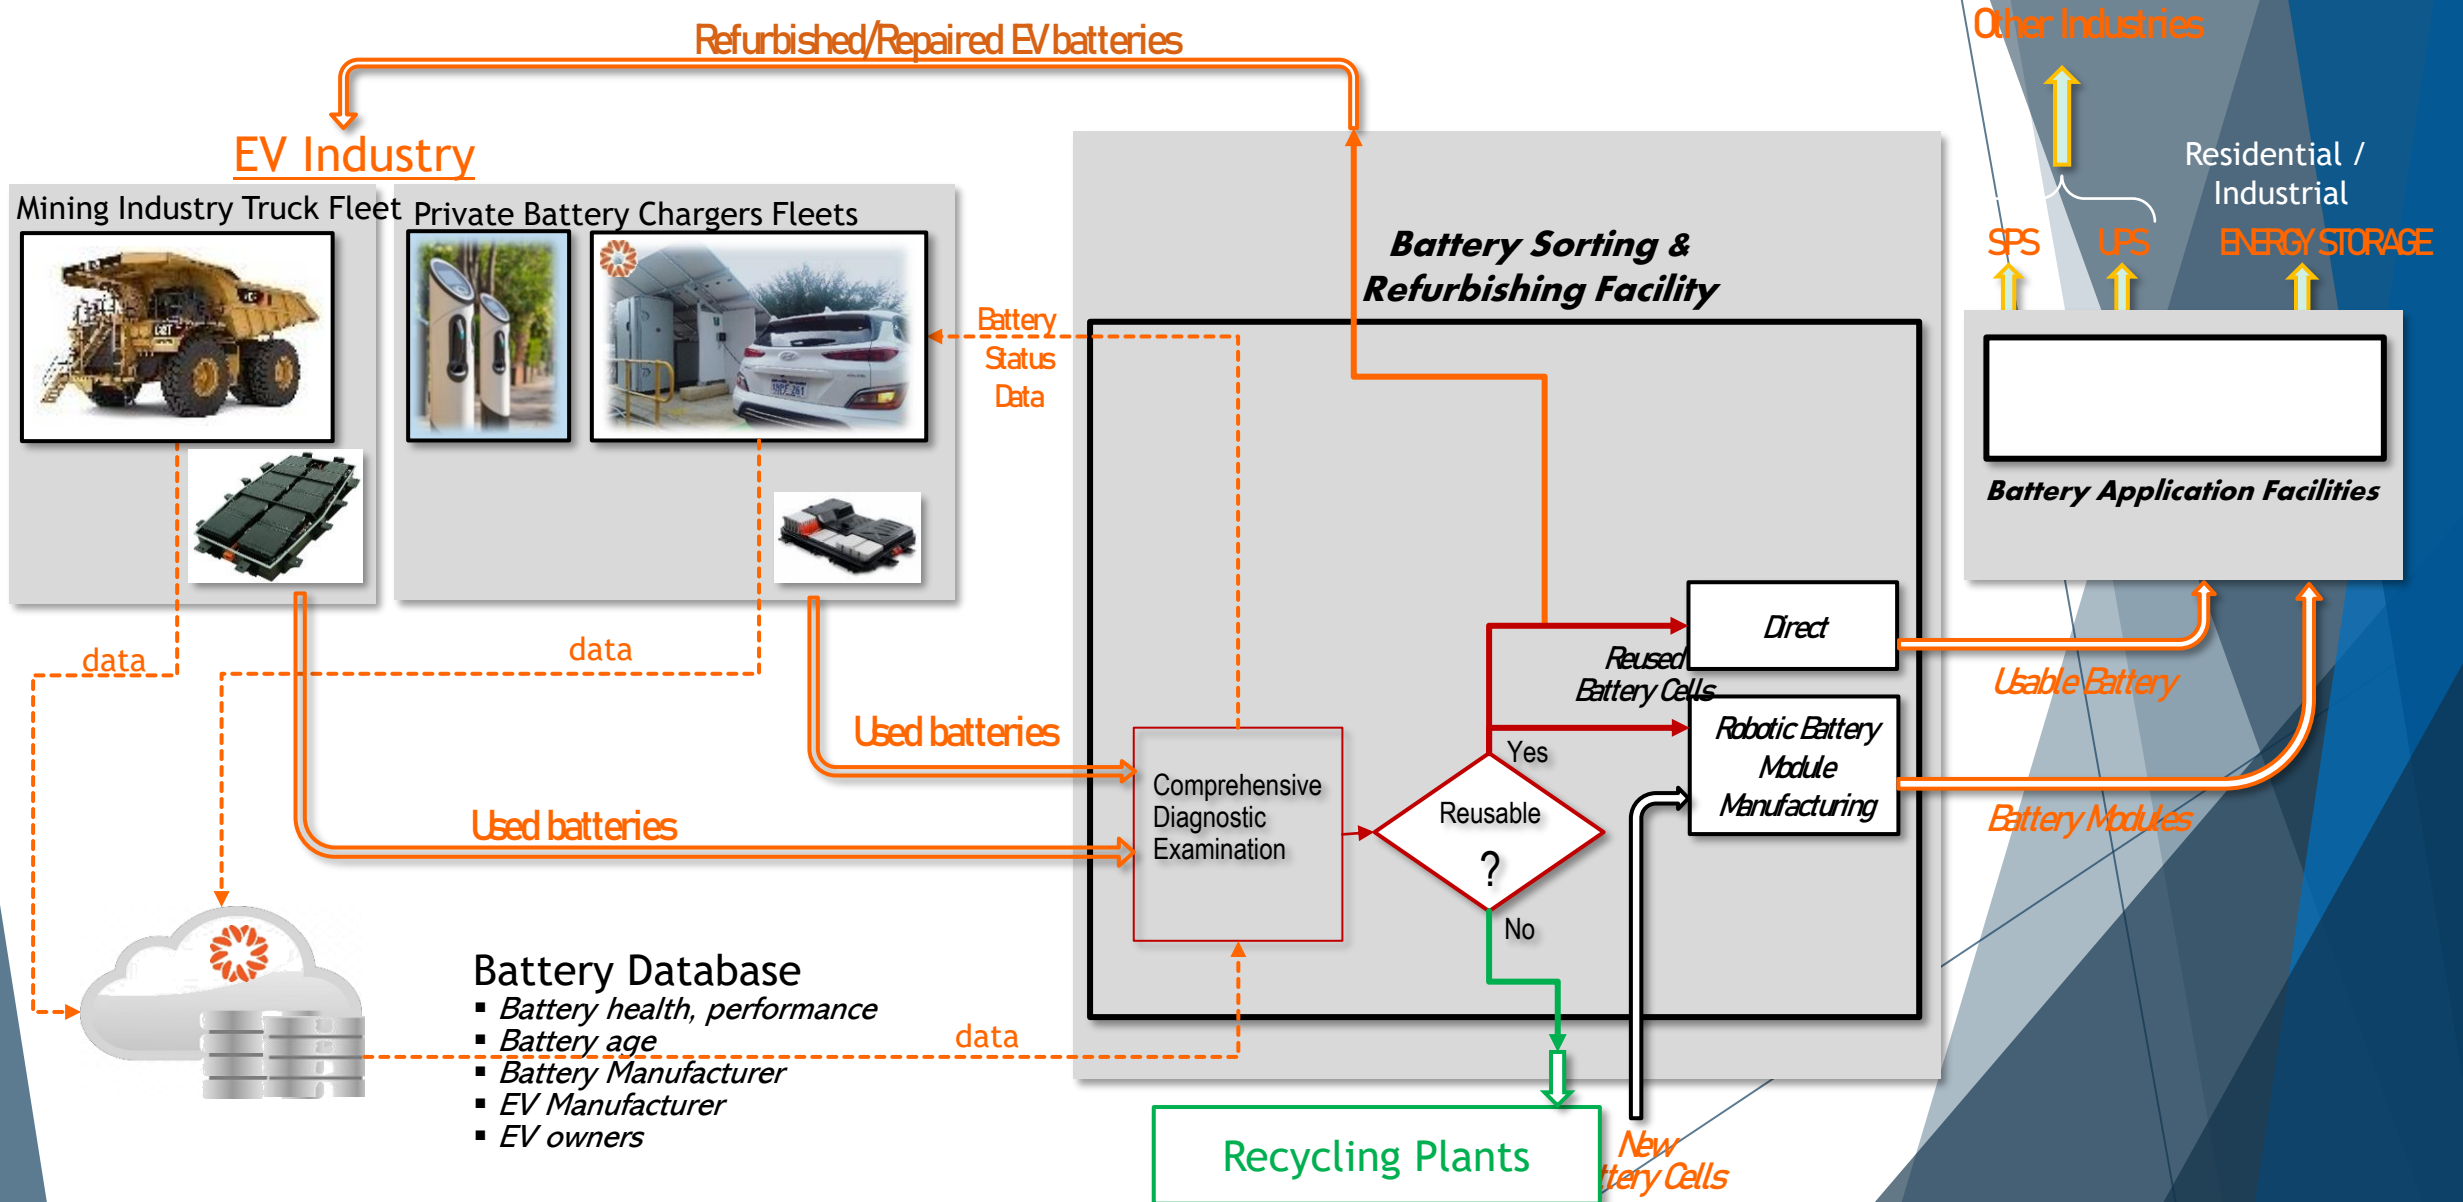 Refurbished/Repaired EV batteries
Other Industries
EV Industry
Mining Industry Truck Fleet
Private Battery Chargers Fleets
CAT
Battery
Status
Data
Battery Sorting &
Refurbishing Facility
Residential /
Industrial
SPS
UPS
ENERGY STORAGE
Battery Application Facilities
data
data
Used batteries
Used batteries
Comprehensive
Diagnostic
Examination
Reusable
?
Yes
No
Reused
Battery Cells
Direct
Robotic Battery
Module
Manufacturing
Usable Battery
Battery Modules
Battery Database
▪ Battery health, performance
▪ Battery age
▪ Battery Manufacturer
▪ EV Manufacturer
▪ EV owners
data
Recycling Plants
New
ttery Cells